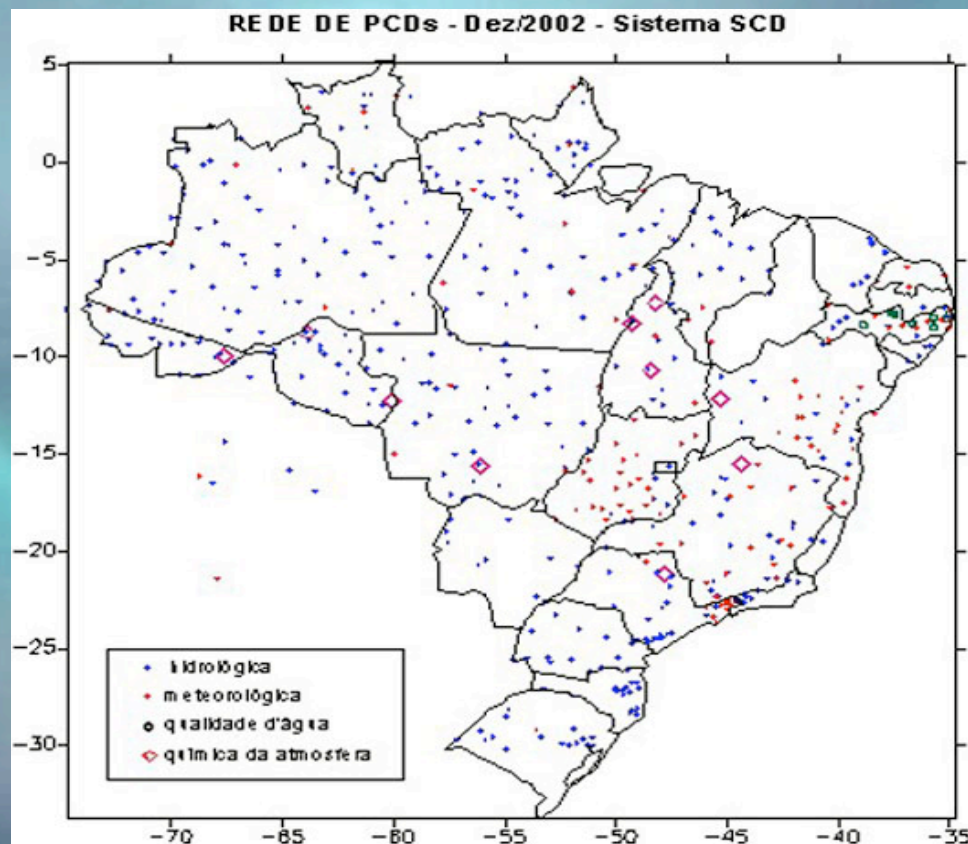 REDE DE PCDs - Dez/2002 - Sistema SCD
5
0
−5
−10
−15
−20
−25
−30
hidrológica
meteorológica
qualidade d'água
química da atmosfera
−70 −65 −60 −55 −50 −45 −40 −35